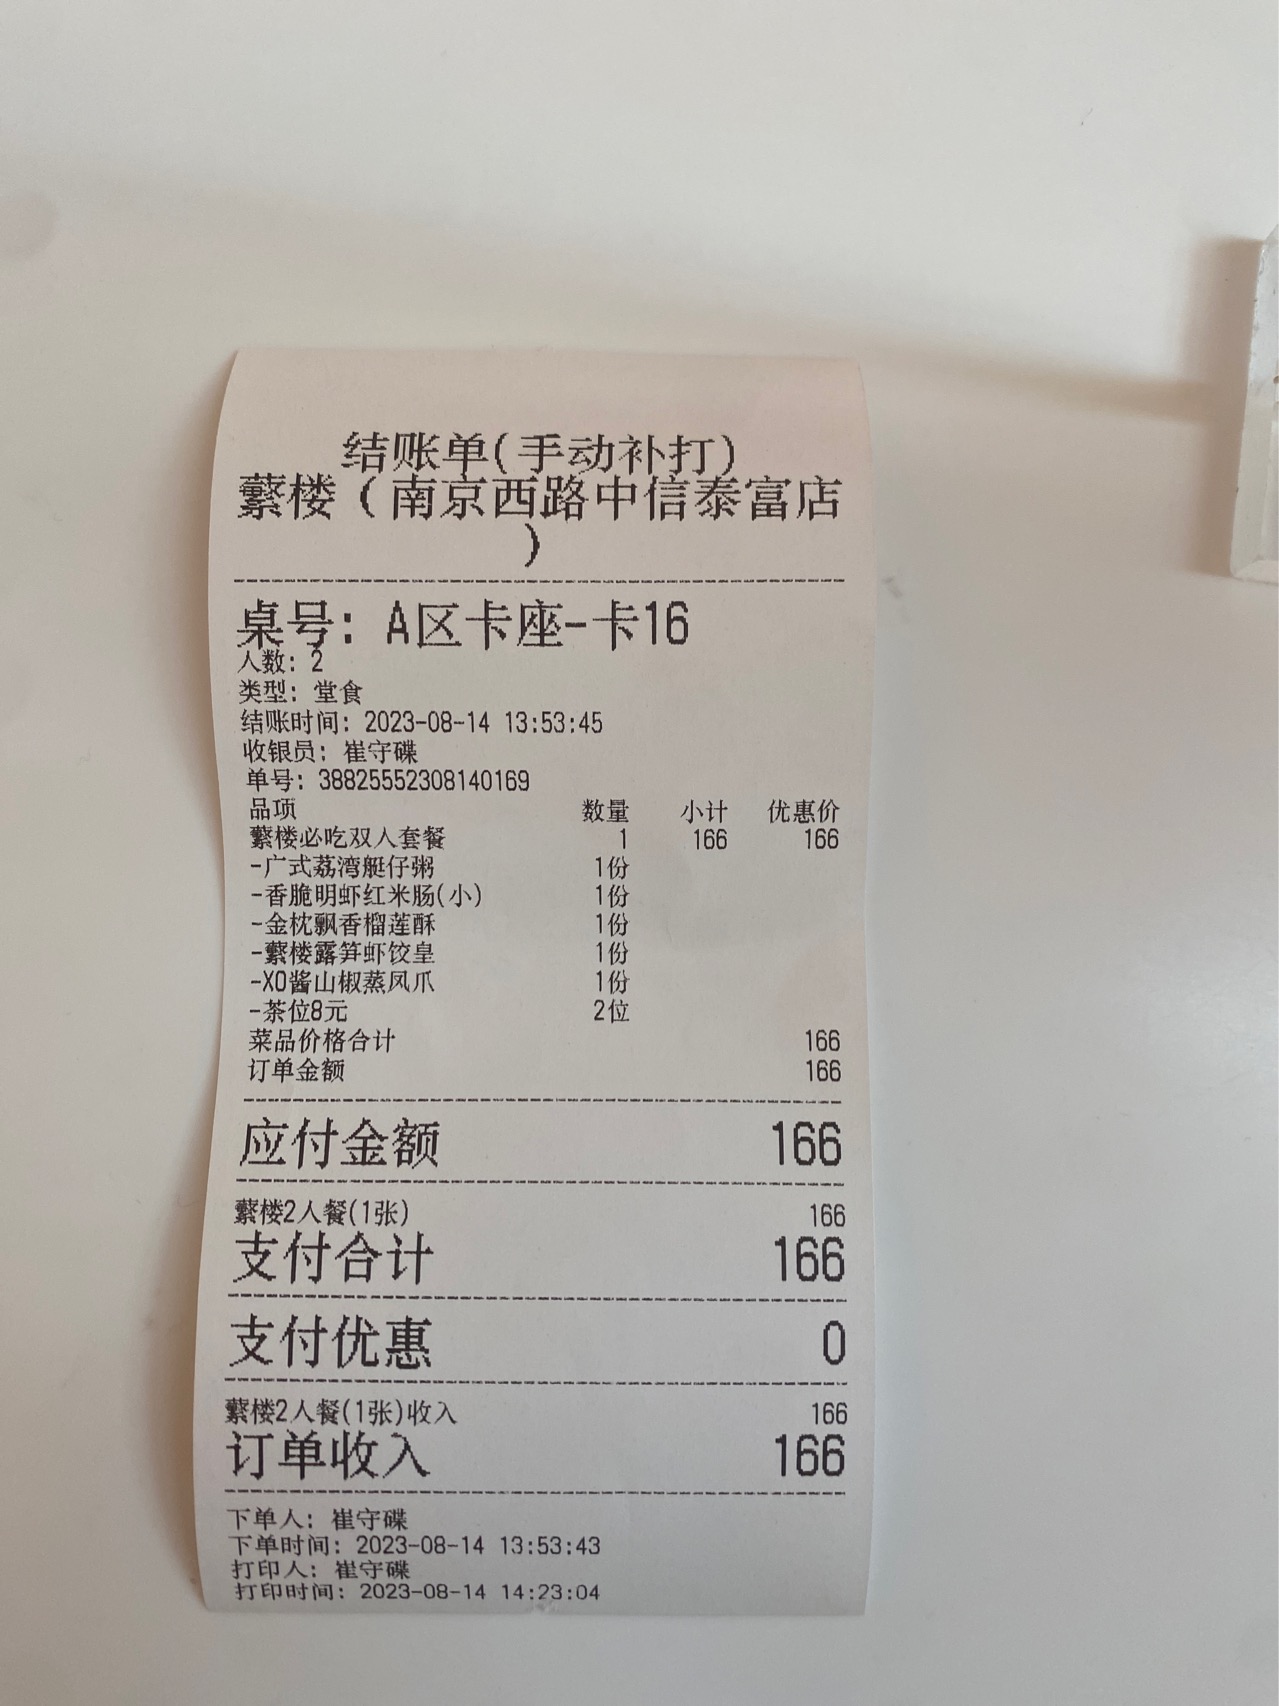 结账单(手动补打)
蘩楼(南京西路中信泰富店
)
桌号: A区卡座-卡16
人数: 2
类型: 堂食
结账时间: 2023-08-14 13:53:45
收银员: 崔守碟
单号: 38825552308140169
品项 数量 小计 优惠价
蘩楼必吃双人套餐 1 166 166
-广式荔湾艇仔粥 1份
-香脆明虾红米肠(小) 1份
-金枕飘香榴莲酥 1份
-蘩楼露笋虾饺皇 1份
-XO酱山椒蒸凤爪 1份
-茶位8元 2位
菜品价格合计 166
订单金额 166
应付金额 166
蘩楼2人餐(1张) 166
支付合计 166
支付优惠 0
蘩楼2人餐(1张)收入 166
订单收入 166
下单人: 崔守碟
下单时间: 2023-08-14 13:53:43
打印人: 崔守碟
打印时间: 2023-08-14 14:23:04